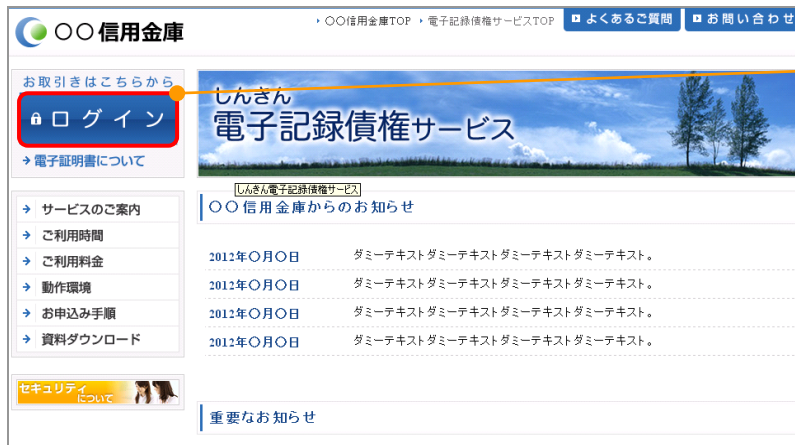 〇〇信用金庫
〇〇信用金庫TOP 電子記録債権サービスTOP
よくあるご質問
お問い合わせ
お取引きはこちらから
ログイン
電子証明書について
しんきん
電子記録債権サービス
しんきん電子記録債権サービス
サービスのご案内
ご利用時間
ご利用料金
動作環境
お申込み手順
資料ダウンロード
セキュリティ
について
〇〇信用金庫からのお知らせ
2012年〇月〇日 ダミーテキストダミーテキストダミーテキストダミーテキスト。
2012年〇月〇日 ダミーテキストダミーテキストダミーテキストダミーテキスト。
2012年〇月〇日 ダミーテキストダミーテキストダミーテキストダミーテキスト。
2012年〇月〇日 ダミーテキストダミーテキストダミーテキストダミーテキスト。
重要なお知らせ